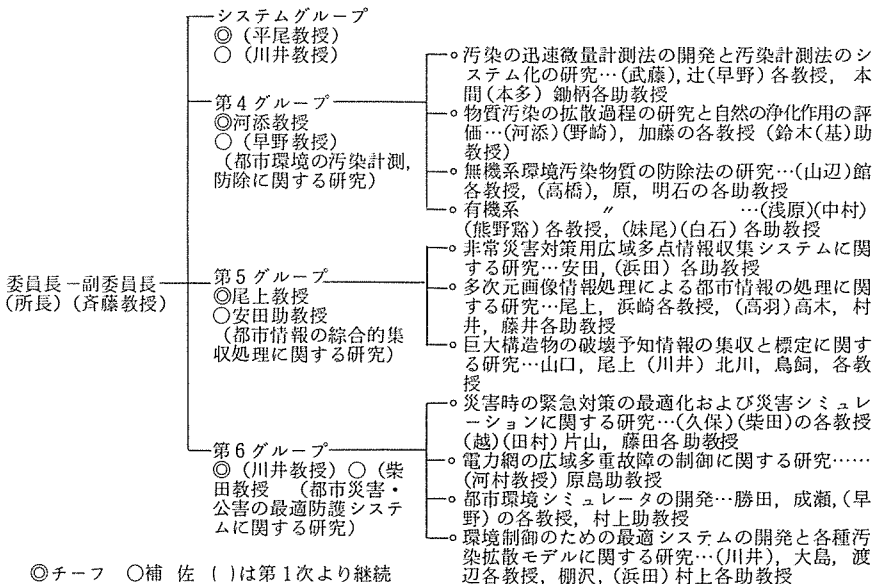 委員長—副委員長
(所長)(斉藤教授)
システムグループ
◎(平尾教授)
○(川井教授)
第4グループ
◎河添教授
○(早野教授)
(都市環境の汚染計測,
防除に関する研究)
○汚染の迅速微量計測法の開発と汚染計測法のシ
ステム化の研究…(武藤),辻(早野)各教授, 本
間(本多)鋤柄各助教授
○物質汚染の拡散過程の研究と自然の浄化作用の評
価…(河添)(野崎), 加藤の各教授(鈴木(基)助
教授)
○無機系環境汚染物質の防除法の研究…(山辺)館
各教授,(高橋), 原, 明石の各助教授
○有機系 〃 …(浅原)(中村)
(熊野谿)各教授,(妹尾)(白石)各助教授
第5グループ
◎尾上教授
○安田助教授
(都市情報の綜合的集
収処理に関する研究)
○非常災害対策用広域多点情報収集システムに関
する研究…安田,(浜田)各助教授
○多次元画像情報処理による都市情報の処理に関
する研究…尾上, 浜崎各教授,(高羽)高木, 村
井, 藤井各助教授
○巨大構造物の破壊予知情報の集収と標定に関す
る研究…山口, 尾上(川井)北川, 鳥飼, 各教
授
第6グループ
◎(川井教授)○(柴
田教授 (都市災害・
公害の最適防護システ
ムに関する研究)
○災害時の緊急対策の最適化および災害シミュレ
ーションに関する研究…(久保)(柴田)の各教授
(越)(田村)片山, 藤田各助教授
○電力網の広域多重故障の制御に関する研究……
(河村教授)原島助教授
○都市環境シミュレータの開発…勝田, 成瀬,(早
野)の各教授, 村上助教授
○環境制御のための最適システムの開発と各種汚
染拡散モデルに関する研究…(川井), 大島, 渡
辺各教授, 棚沢,(浜田)村上各助教授
◎チーフ ○補 佐 ( )は第1次より継続